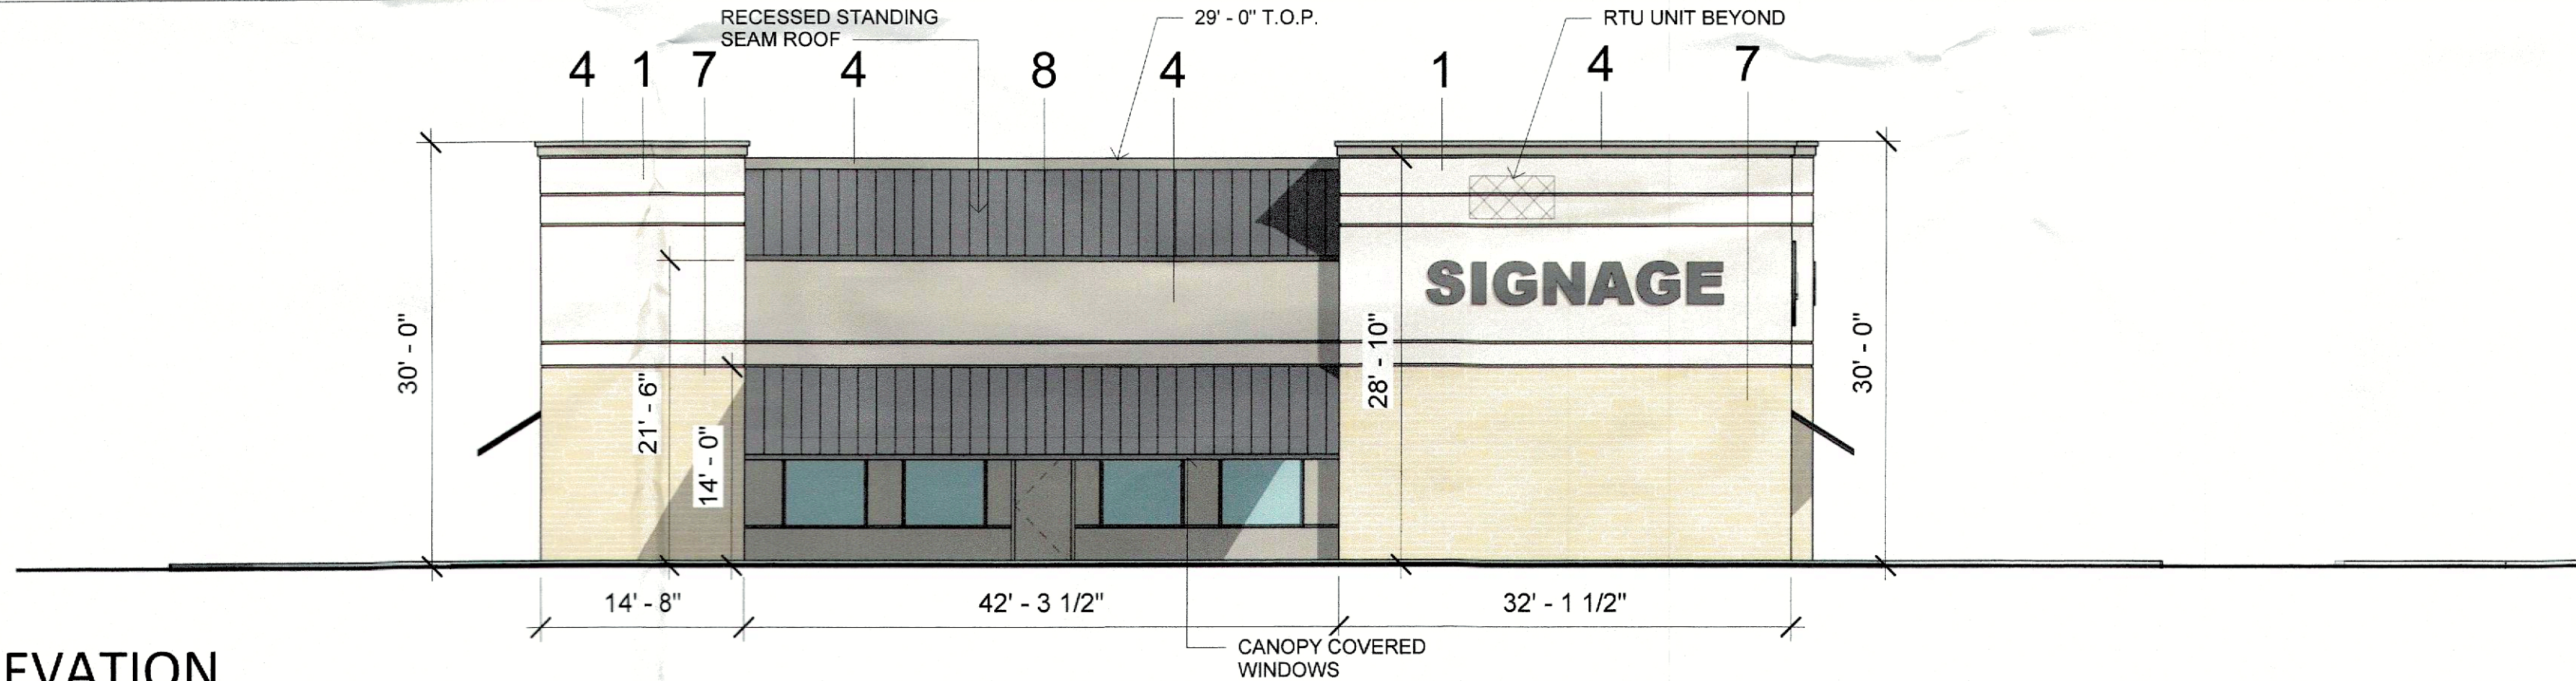 RECESSED STANDING
SEAM ROOF
29' - 0" T.O.P.
RTU UNIT BEYOND
4 1 7 4 8 4 1 4 7
SIGNAGE
30' - 0"
21' - 6"
14' - 0"
28' - 10"
30' - 0"
14' - 8"
42' - 3 1/2"
32' - 1 1/2"
CANOPY COVERED
WINDOWS
EVATION